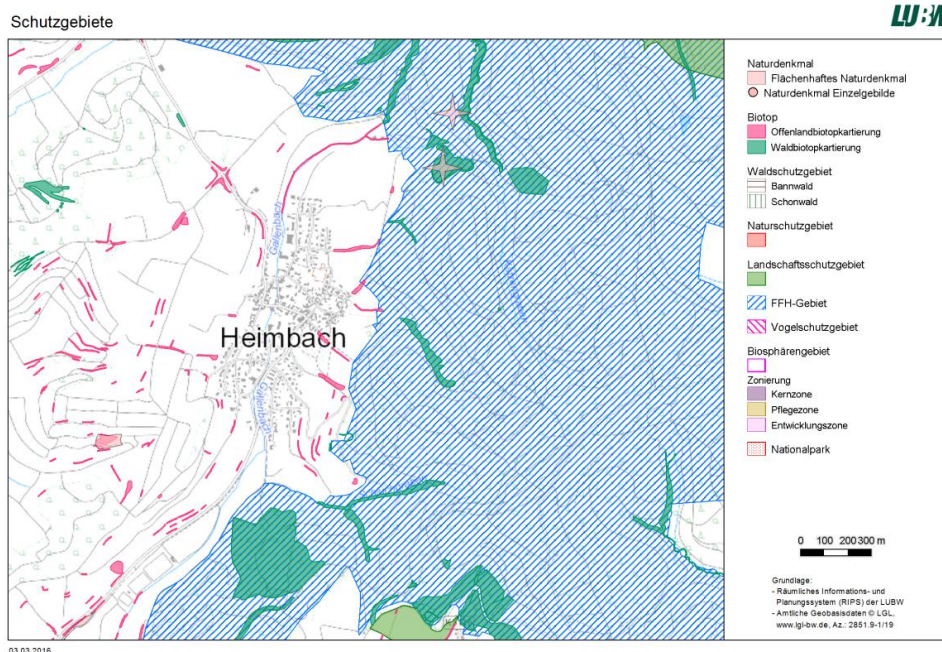 Schutzgebiete
LUBW
Heimbach
Galenbach
Galenbach
Naturdenkmal
Flächenhaftes Naturdenkmal
Naturdenkmal Einzelgebilde
Biotop
Offenlandbiotopkartierung
Waldbiotopkartierung
Waldschutzgebiet
Bannwald
Schonwald
Naturschutzgebiet
Landschaftsschutzgebiet
FFH-Gebiet
Vogelschutzgebiet
Biosphärengebiet
Zonierung
Kernzone
Pflegezone
Entwicklungszone
Nationalpark
0 100 200 300 m
Grundlage:
- Räumliches Informations- und
Planungssystem (RIPS) der LUBW
- Amtliche Geobasisdaten © LGL,
www.lgl-bw.de, Az.: 2851.9-1/19
03.03.2016